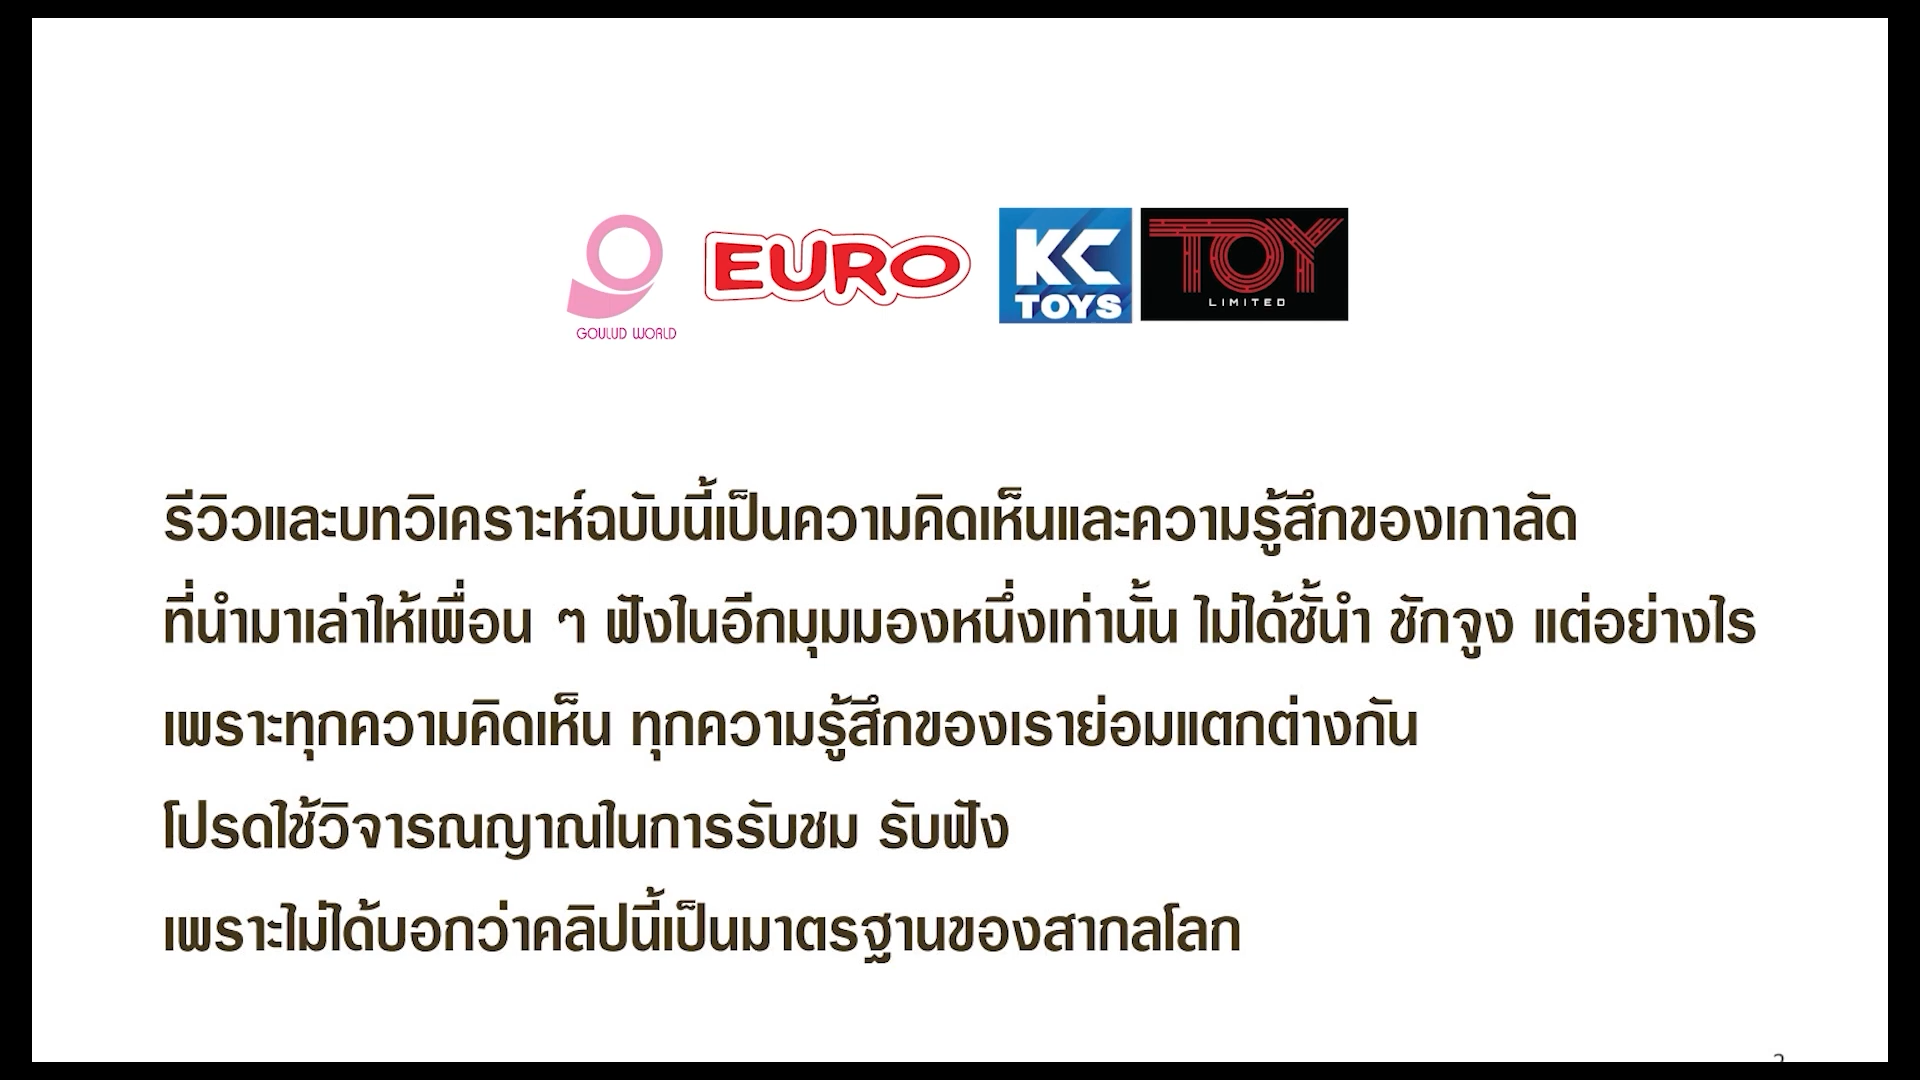 GOULUD WORLD
EURO
KC
TOYS
TOY
LIMITED
รีวิวและบทวิเคราะห์ฉบับนี้เป็นความคิดเห็นและความรู้สึกของเกาลัด
ที่นำมาเล่าให้เพื่อน ๆ ฟังในอีกมุมมองหนึ่งเท่านั้น ไม่ได้ชั้นำ ชักจูง แต่อย่างไร
เพราะทุกความคิดเห็น ทุกความรู้สึกของเราย่อมแตกต่างกัน
โปรดใช้วิจารณญาณในการรับชม รับฟัง
เพราะไม่ได้บอกว่าคลิปนี้เป็นมาตรฐานของสากลโลก